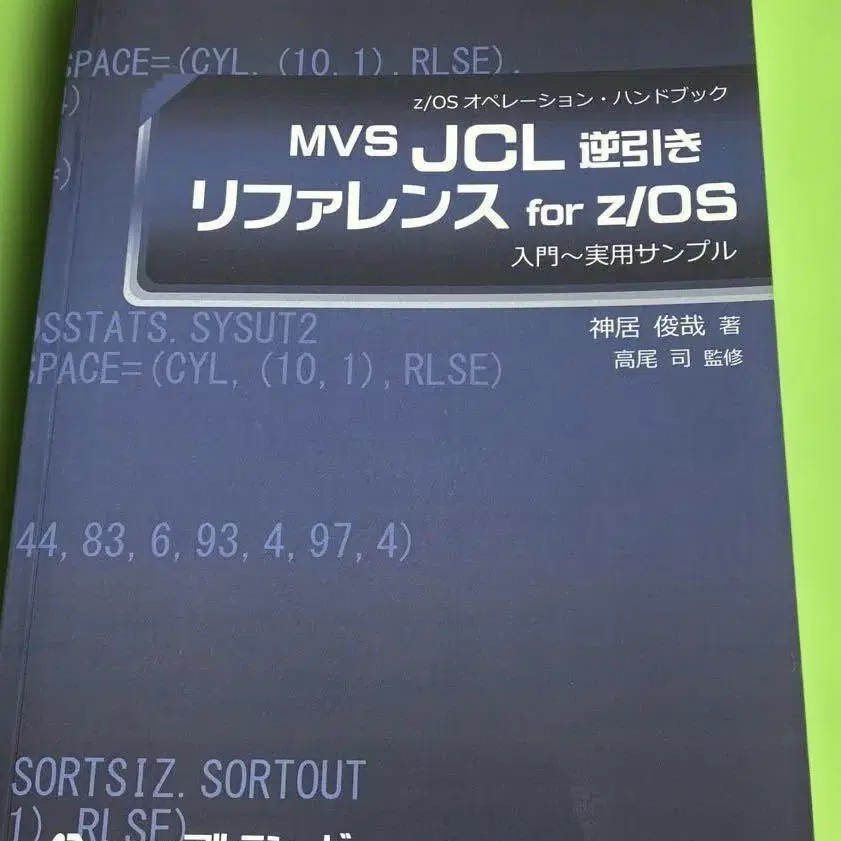 SPACE=(CYL, (10,1),RLSE),
z/OS オペレーション・ハンドブック
MVS JCL 逆引き
リファレンス for z/OS
入門～実用サンプル
神居 俊哉 著
高尾 司 監修
OSSTATS.SYSUT2
SPACE=(CYL,(10,1),RLSE)
44,83,6,93,4,97,4)
SORTSIZ.SORTOUT
1),RLSE)